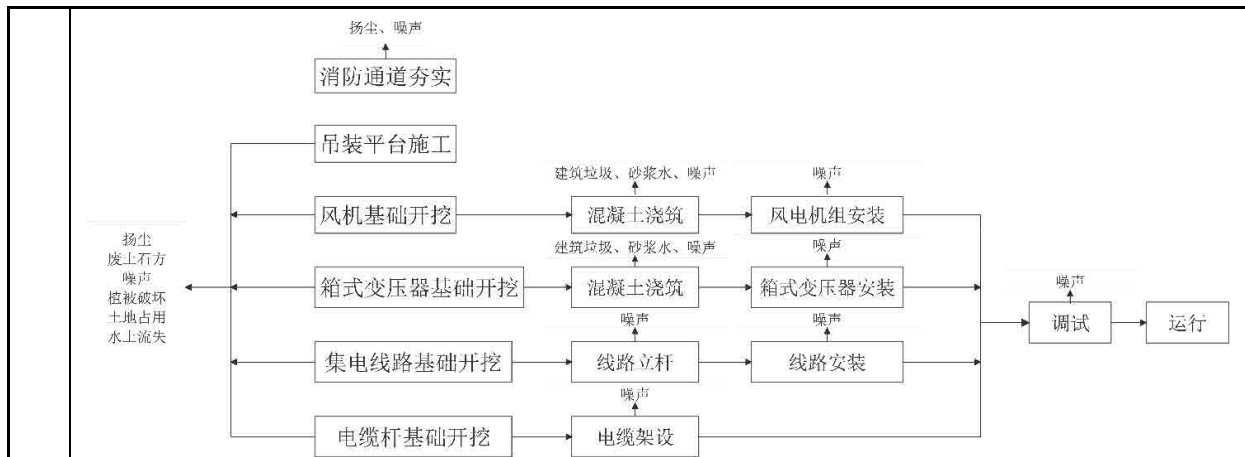 扬尘、噪声
消防通道夯实
吊装平台施工
建筑垃圾、砂浆水、噪声
噪声
风机基础开挖
混凝土浇筑
风电机组安装
扬尘
废土石方
噪声
植被破坏
土地占用
水土流失
建筑垃圾、砂浆水、噪声
噪声
箱式变压器基础开挖
混凝土浇筑
箱式变压器安装
噪声
调试
运行
噪声
噪声
集电线路基础开挖
线路立杆
线路安装
噪声
电缆杆基础开挖
电缆架设